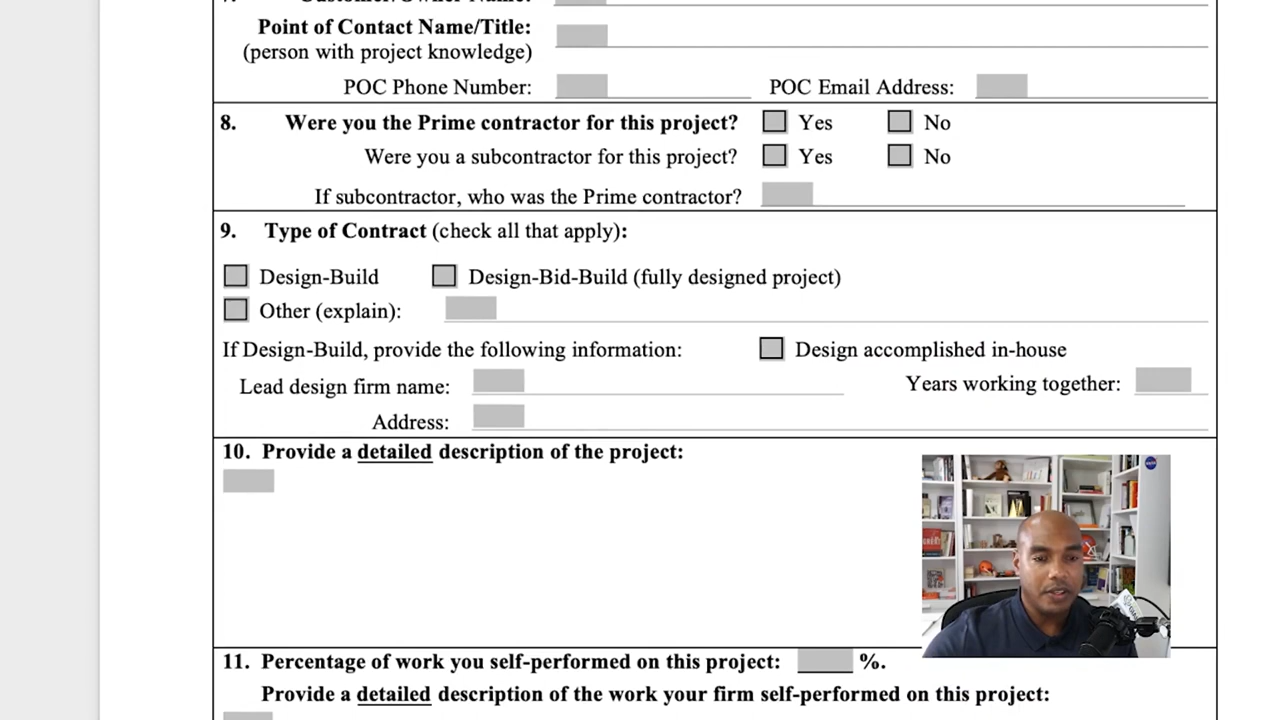 Customer/Owner Name:
Point of Contact Name/Title:
(person with project knowledge)
POC Phone Number: POC Email Address:
8. Were you the Prime contractor for this project? Yes No
Were you a subcontractor for this project? Yes No
If subcontractor, who was the Prime contractor?
9. Type of Contract (check all that apply):
Design-Build Design-Bid-Build (fully designed project)
Other (explain):
If Design-Build, provide the following information: Design accomplished in-house
Lead design firm name: Years working together:
Address:
10. Provide a detailed description of the project:
11. Percentage of work you self-performed on this project: %.
Provide a detailed description of the work your firm self-performed on this project: